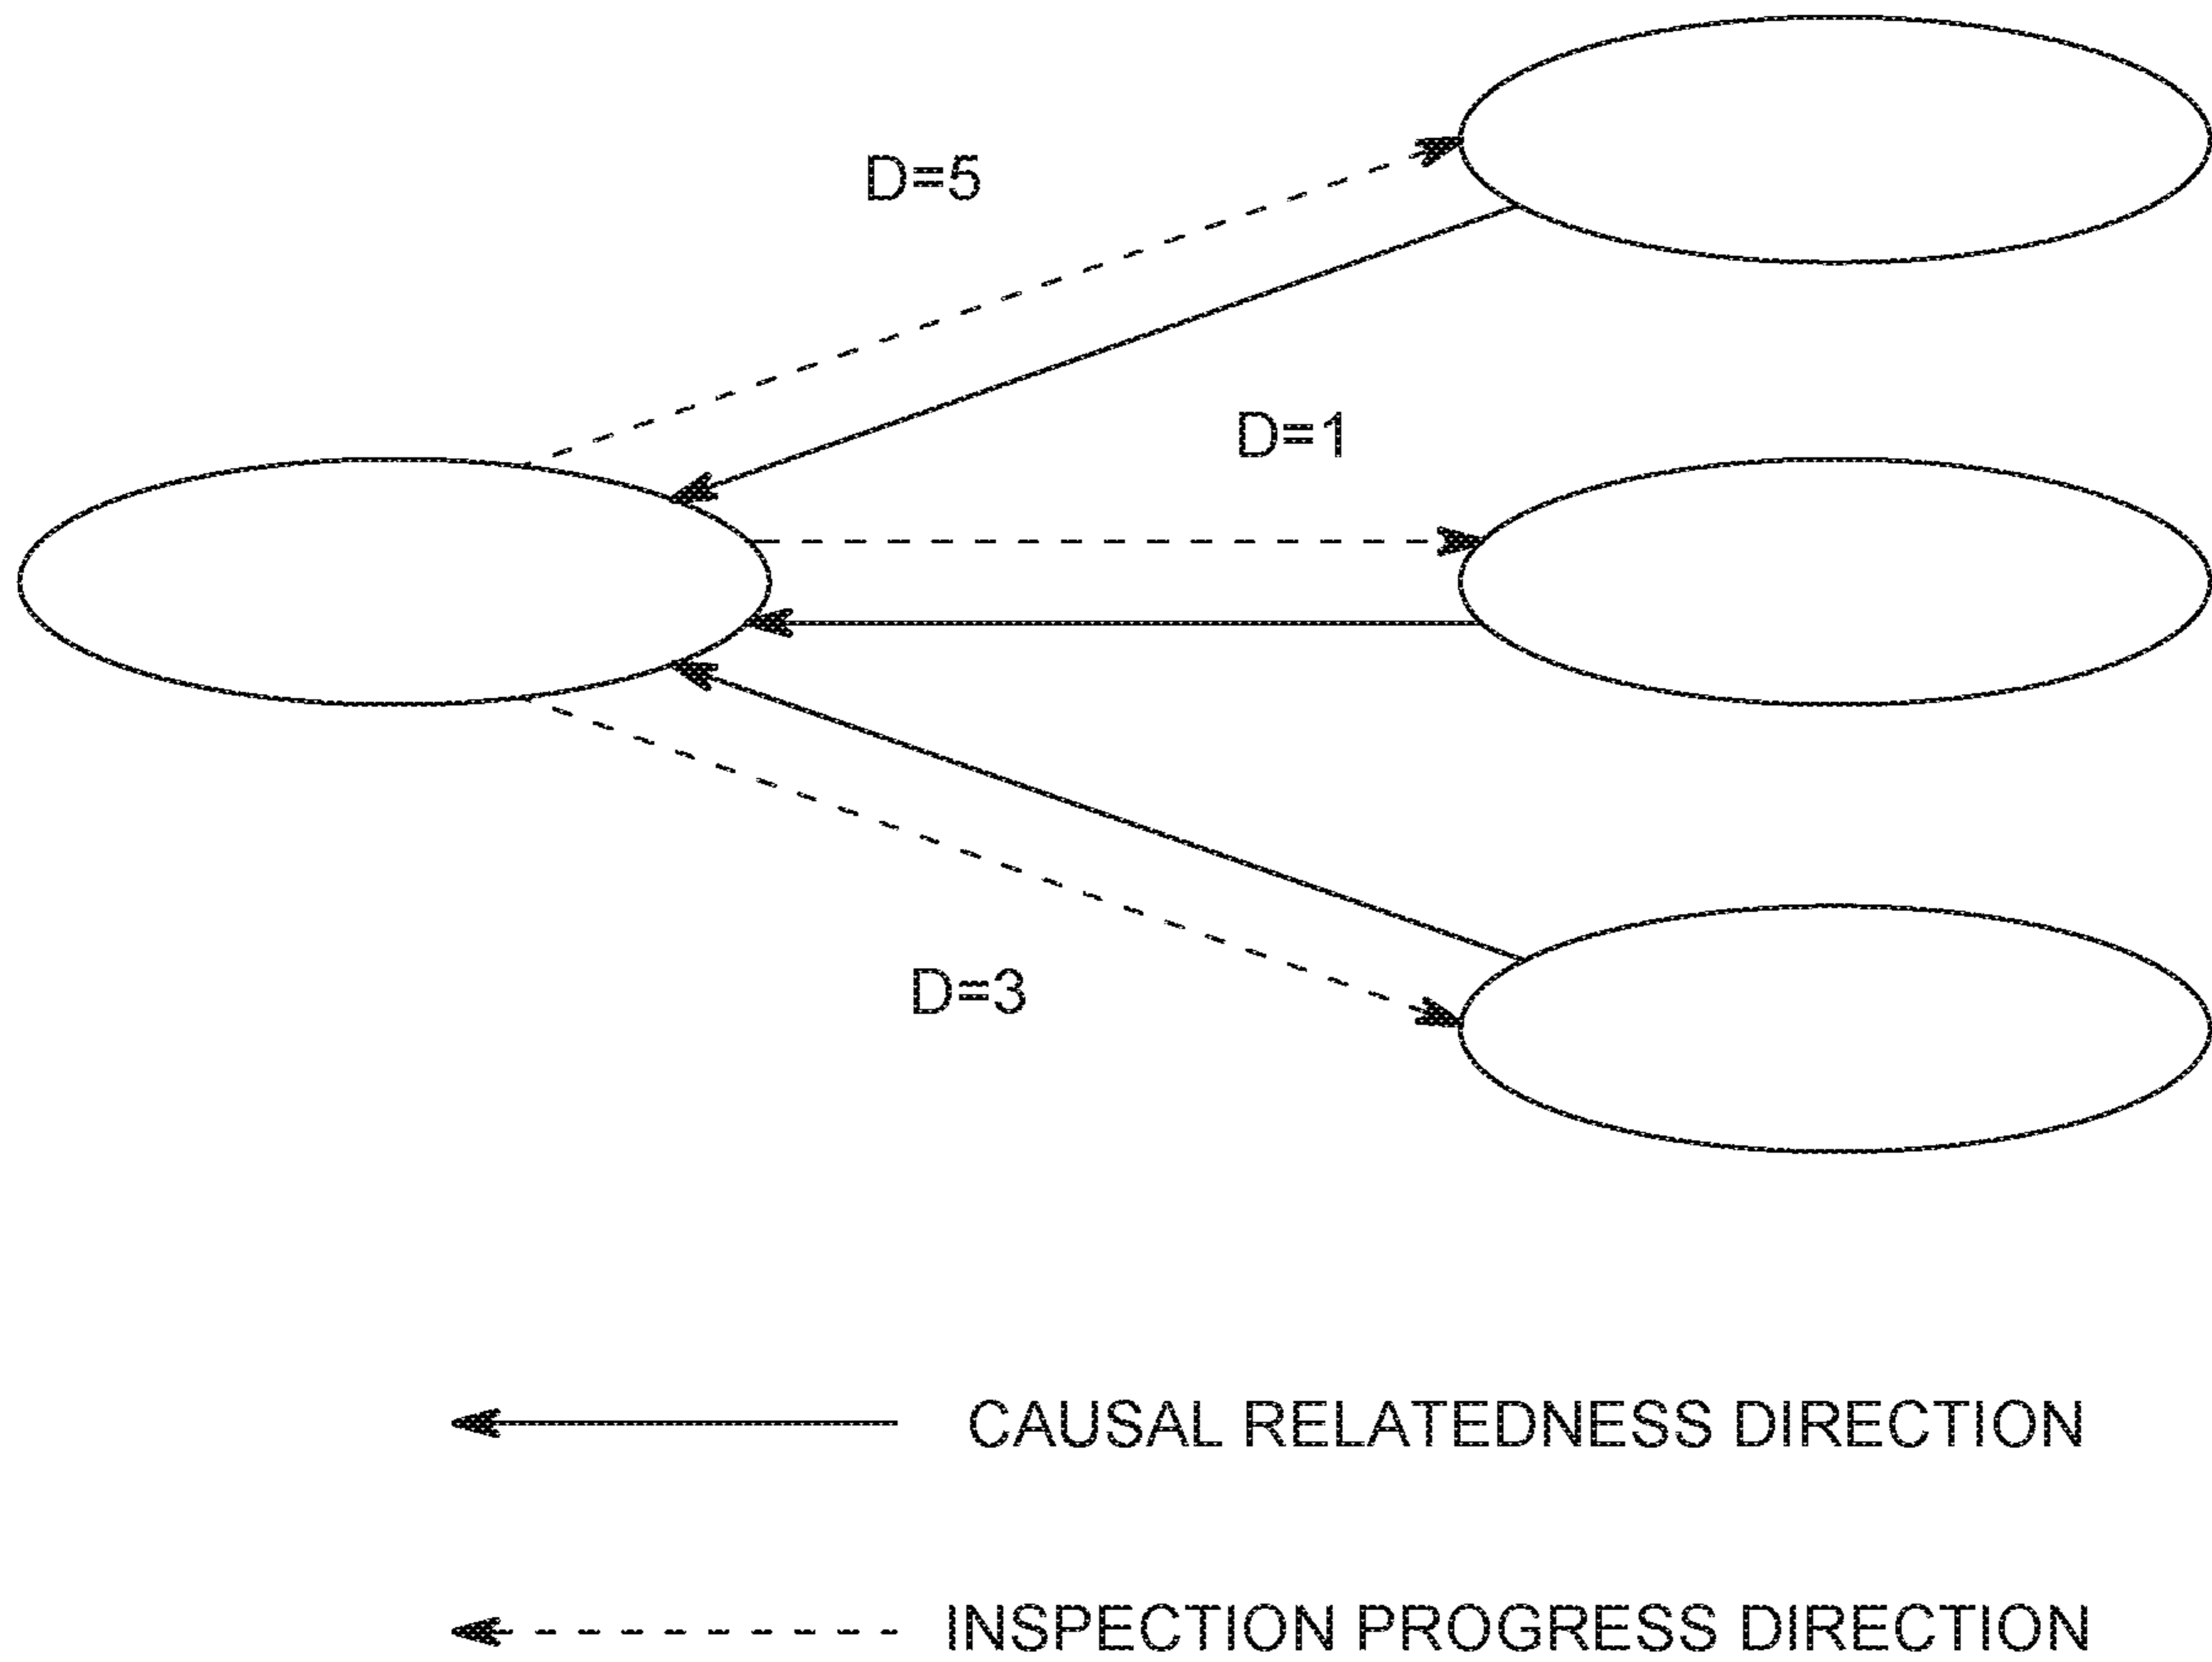 D=5
D=1
D=3
CAUSAL RELATEDNESS DIRECTION
INSPECTION PROGRESS DIRECTION